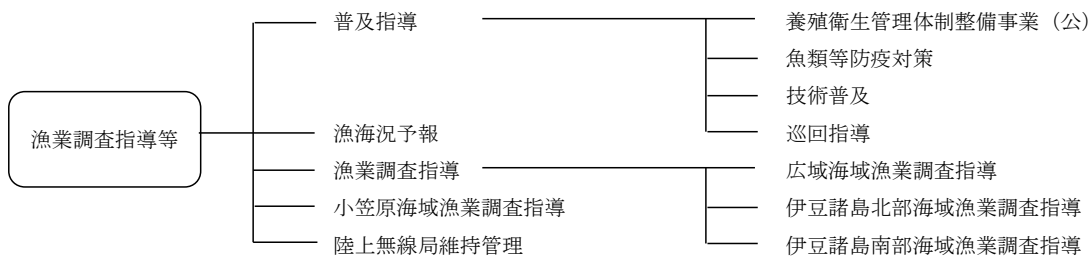 漁業調査指導等
普及指導
養殖衛生管理体制整備事業（公）
魚類等防疫対策
技術普及
巡回指導
漁海況予報
漁業調査指導
広域海域漁業調査指導
伊豆諸島北部海域漁業調査指導
伊豆諸島南部海域漁業調査指導
小笠原海域漁業調査指導
陸上無線局維持管理